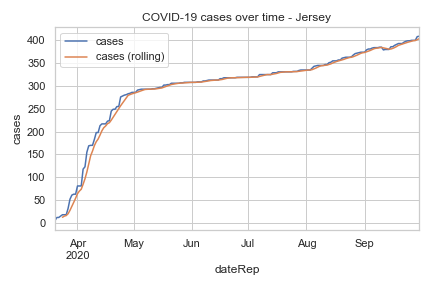 COVID-19 cases over time - Jersey
cases
cases (rolling)
400
350
300
250
200
150
100
50
0
cases
Apr May Jun Jul Aug Sep
2020
dateRep